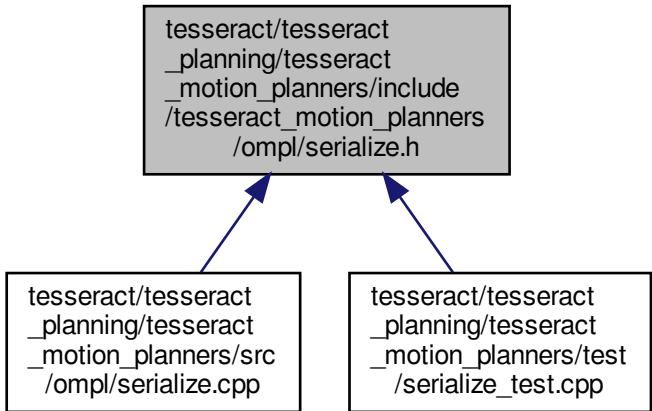 tesseract/tesseract
_planning/tesseract
_motion_planners/include
/tesseract_motion_planners
/ompl/serialize.h
tesseract/tesseract
_planning/tesseract
_motion_planners/src
/ompl/serialize.cpp
tesseract/tesseract
_planning/tesseract
_motion_planners/test
/serialize_test.cpp